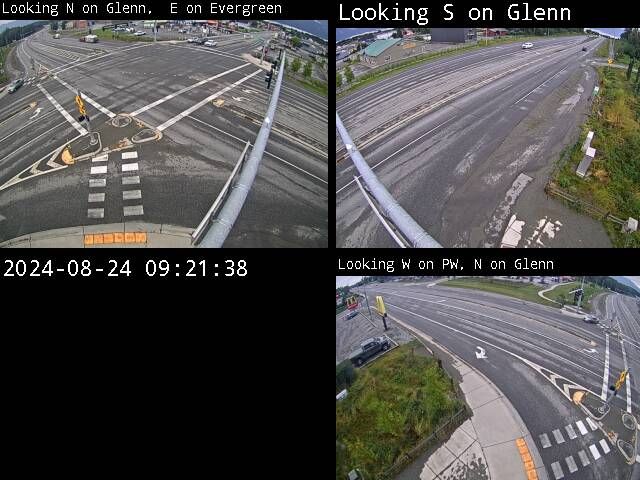 Looking N on Glenn,  E on Evergreen
Looking S on Glenn
2024-08-24 09:21:38
Looking W on PW, N on Glenn